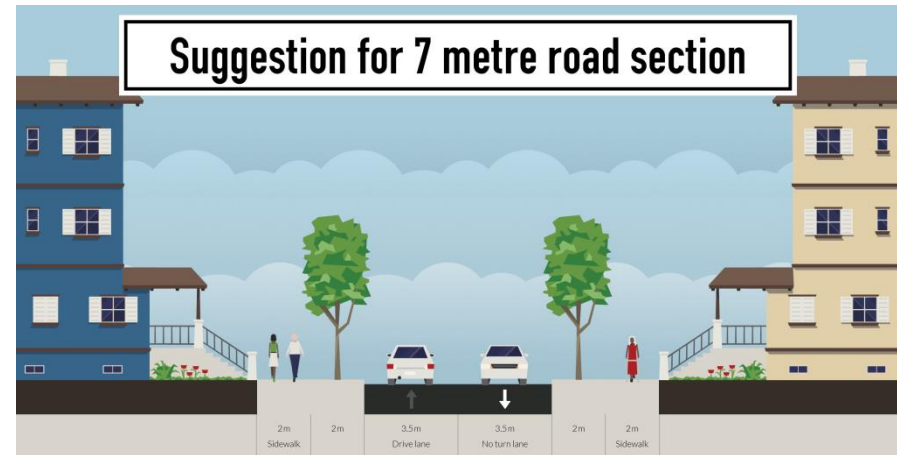 Suggestion for 7 metre road section
2m
Sidewalk
2m
3.5m
Drive lane
3.5m
No turn lane
2m
2m
Sidewalk